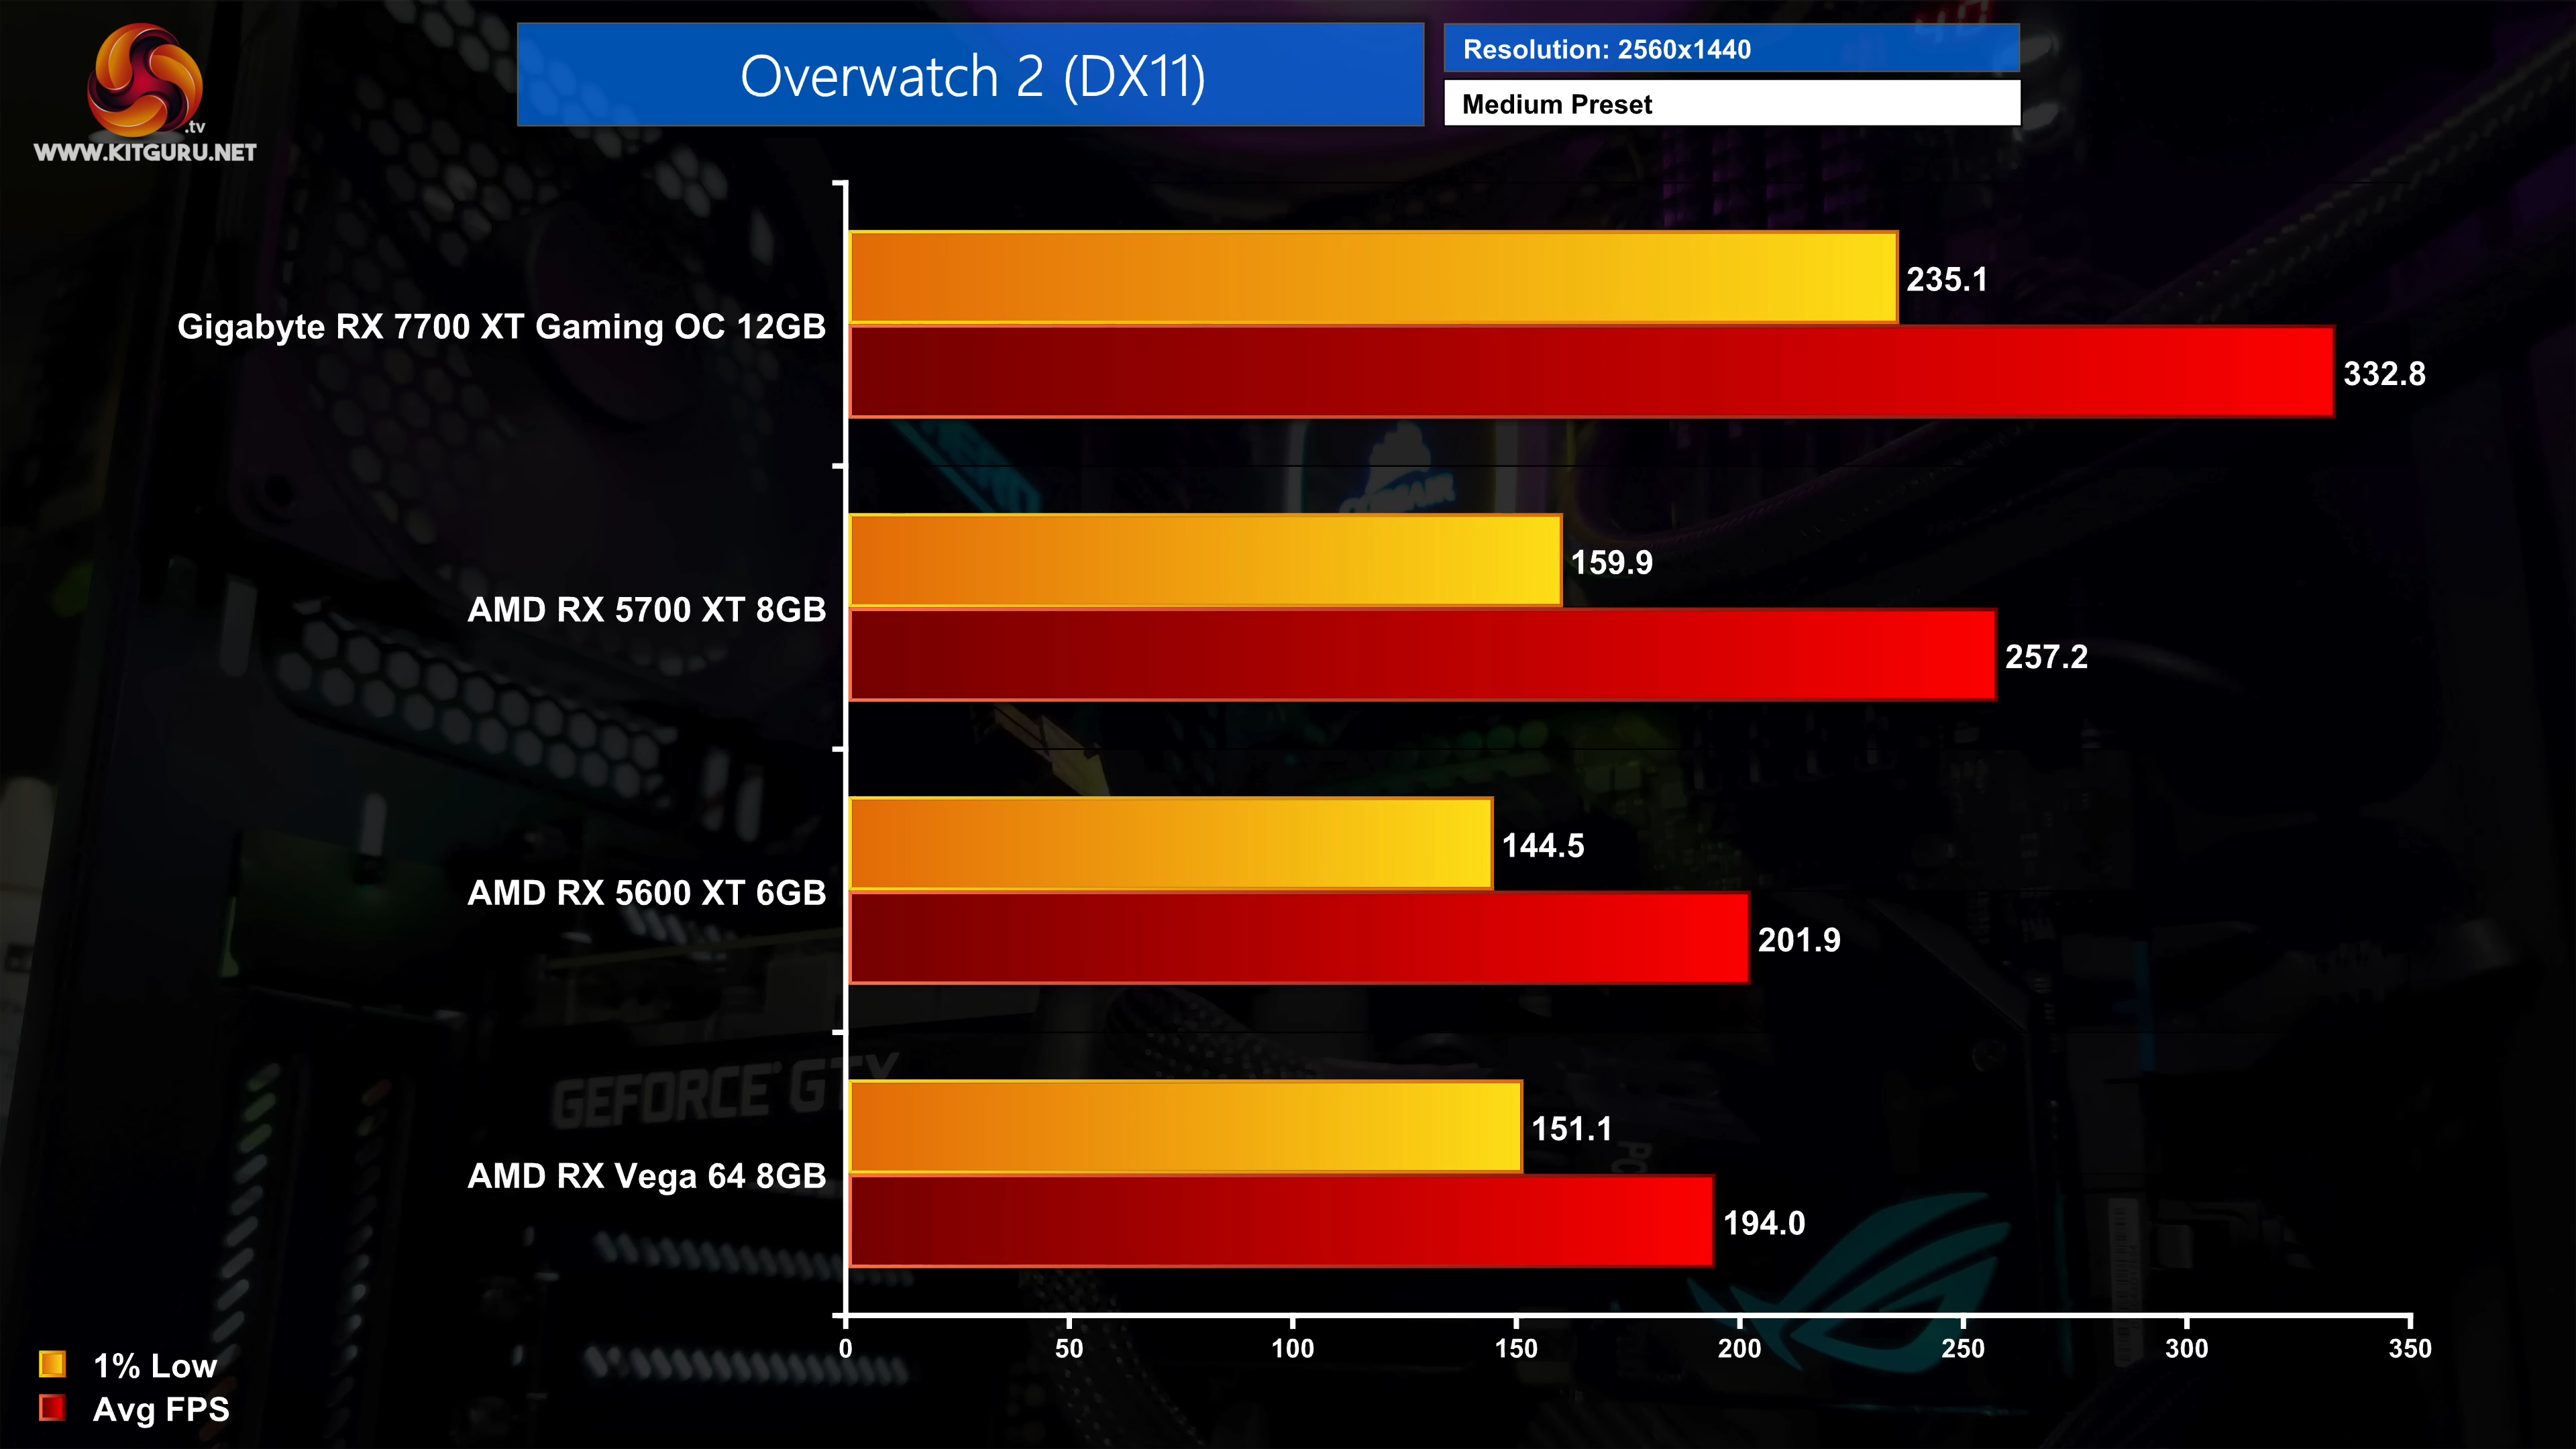 Overwatch 2 (DX11)
Resolution: 2560x1440
Medium Preset
.tv
WWW.KITGURU.NET
Gigabyte RX 7700 XT Gaming OC 12GB
235.1
332.8
AMD RX 5700 XT 8GB
159.9
257.2
AMD RX 5600 XT 6GB
144.5
201.9
GEFORCE GTX
AMD RX Vega 64 8GB
151.1
194.0
0 50 100 150 200 250 300 350
1% Low
Avg FPS